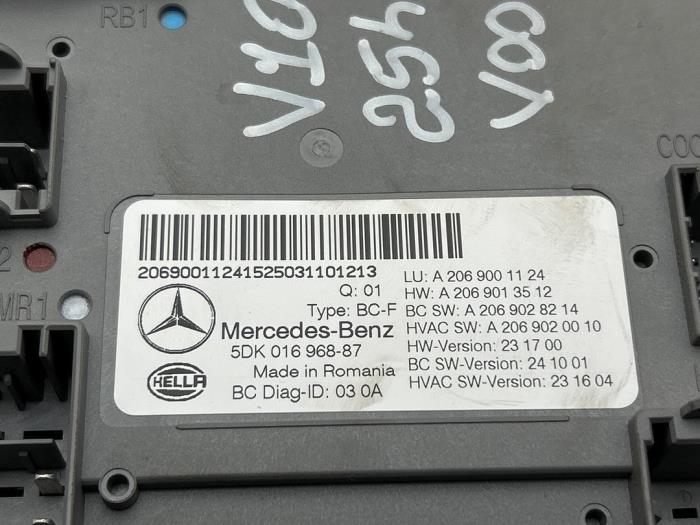 RB1
V10
254
V00
COC
2
MR1
2069001124152503110 1213
Q: 01
Type: BC-F
Mercedes-Benz
5DK 016 968-87
Made in Romania
HELLA
BC Diag-ID: 03 0A
LU: A 206 900 11 24
HW: A 206 901 35 12
BC SW: A 206 902 82 14
HVAC SW: A 206 902 00 10
HW-Version: 23 17 00
BC SW-Version: 24 10 01
HVAC SW-Version: 23 16 04